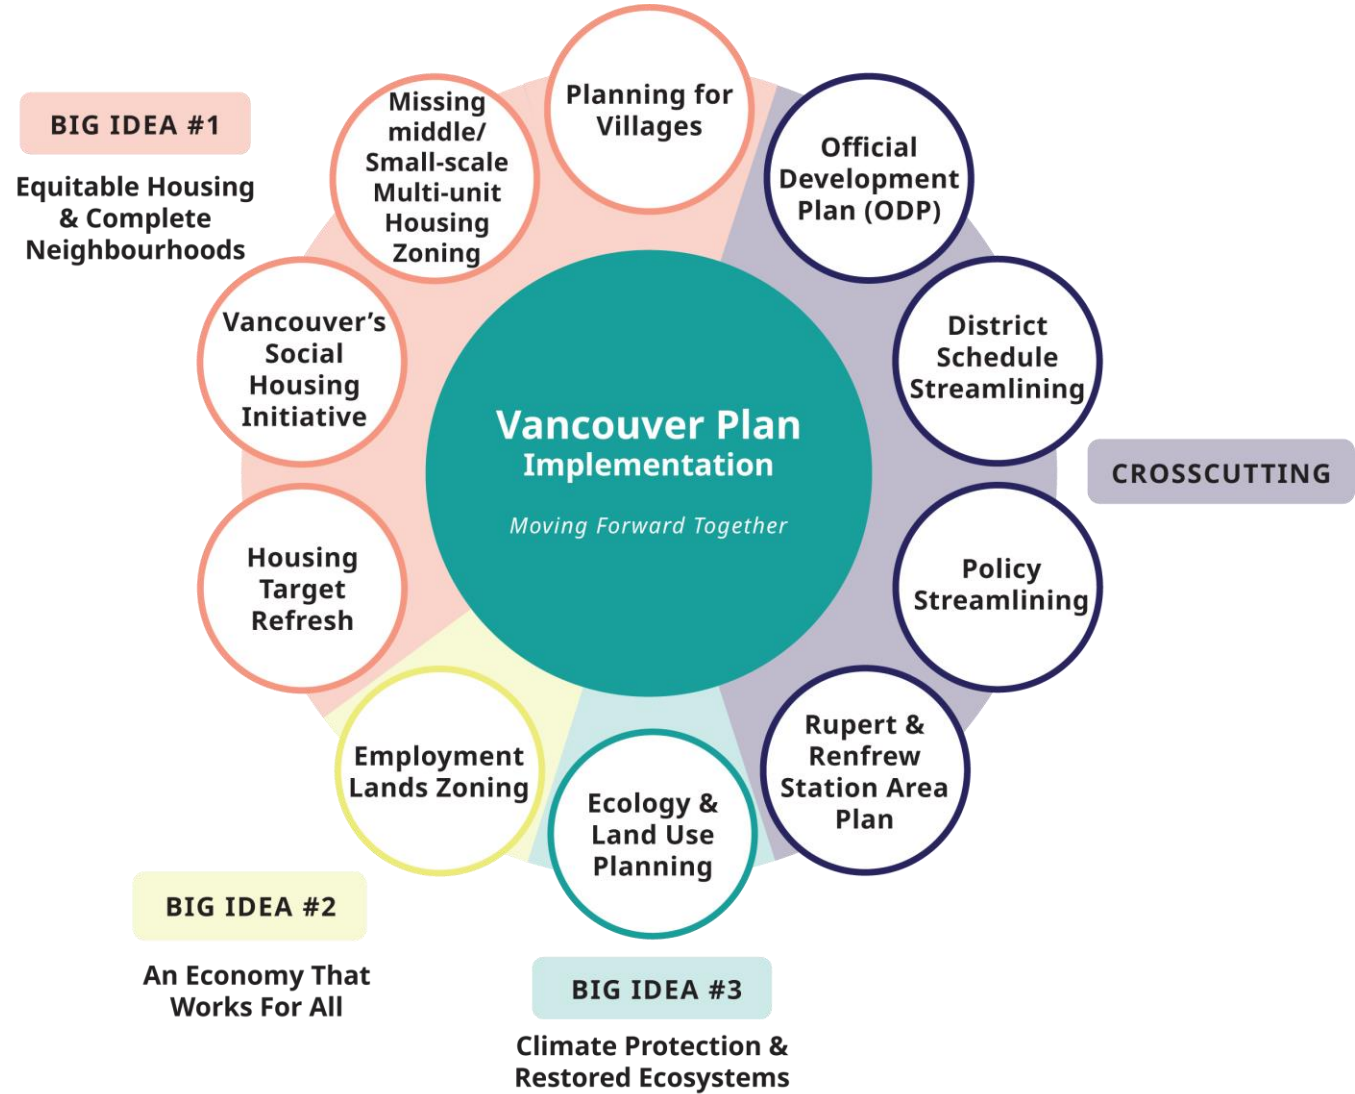 BIG IDEA #1
Equitable Housing
& Complete
Neighbourhoods
Missing
middle/
Small-scale
Multi-unit
Housing
Zoning
Planning for
Villages
Official
Development
Plan (ODP)
Vancouver's
Social
Housing
Initiative
District
Schedule
Streamlining
Vancouver Plan
Implementation
Moving Forward Together
CROSSCUTTING
Housing
Target
Refresh
Policy
Streamlining
Employment
Lands Zoning
Ecology &
Land Use
Planning
Rupert &
Renfrew
Station Area
Plan
BIG IDEA #2
An Economy That
Works For All
BIG IDEA #3
Climate Protection &
Restored Ecosystems